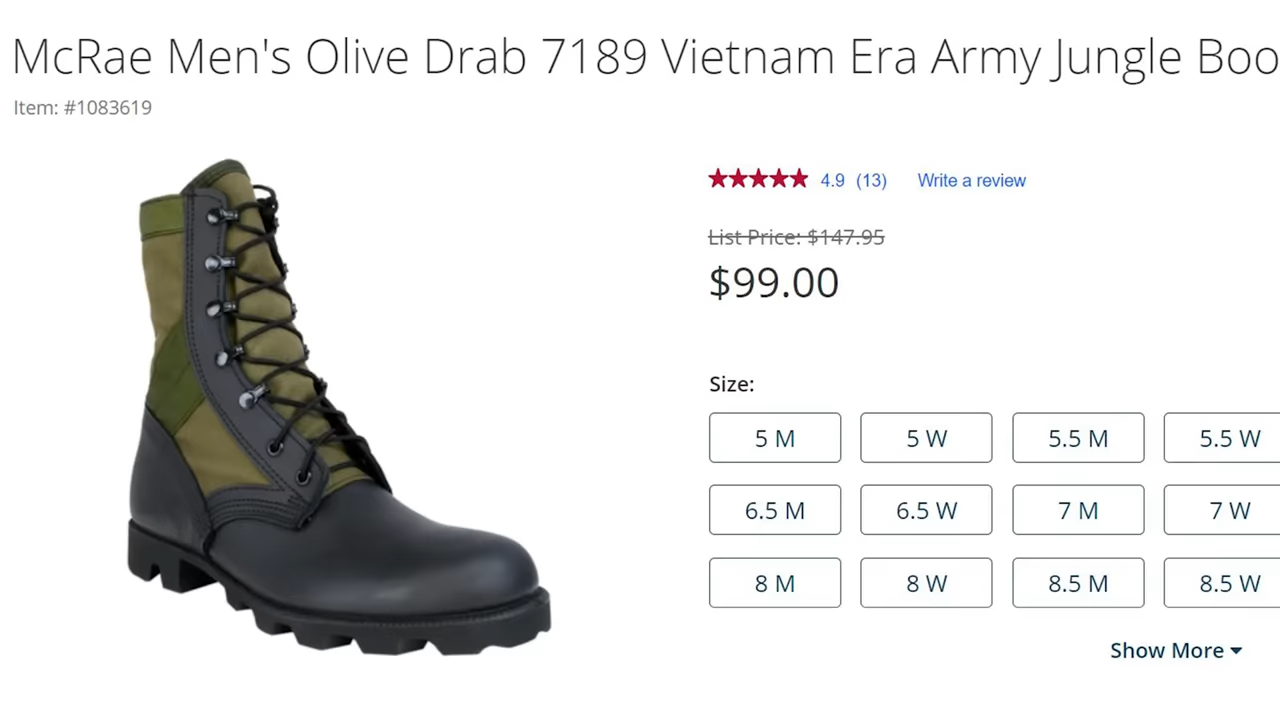 McRae Men's Olive Drab 7189 Vietnam Era Army Jungle Boo
Item: #1083619
4.9 (13) Write a review
List Price: $147.95
$99.00
Size:
5 M 5 W 5.5 M 5.5 W
6.5 M 6.5 W 7 M 7 W
8 M 8 W 8.5 M 8.5 W
Show More